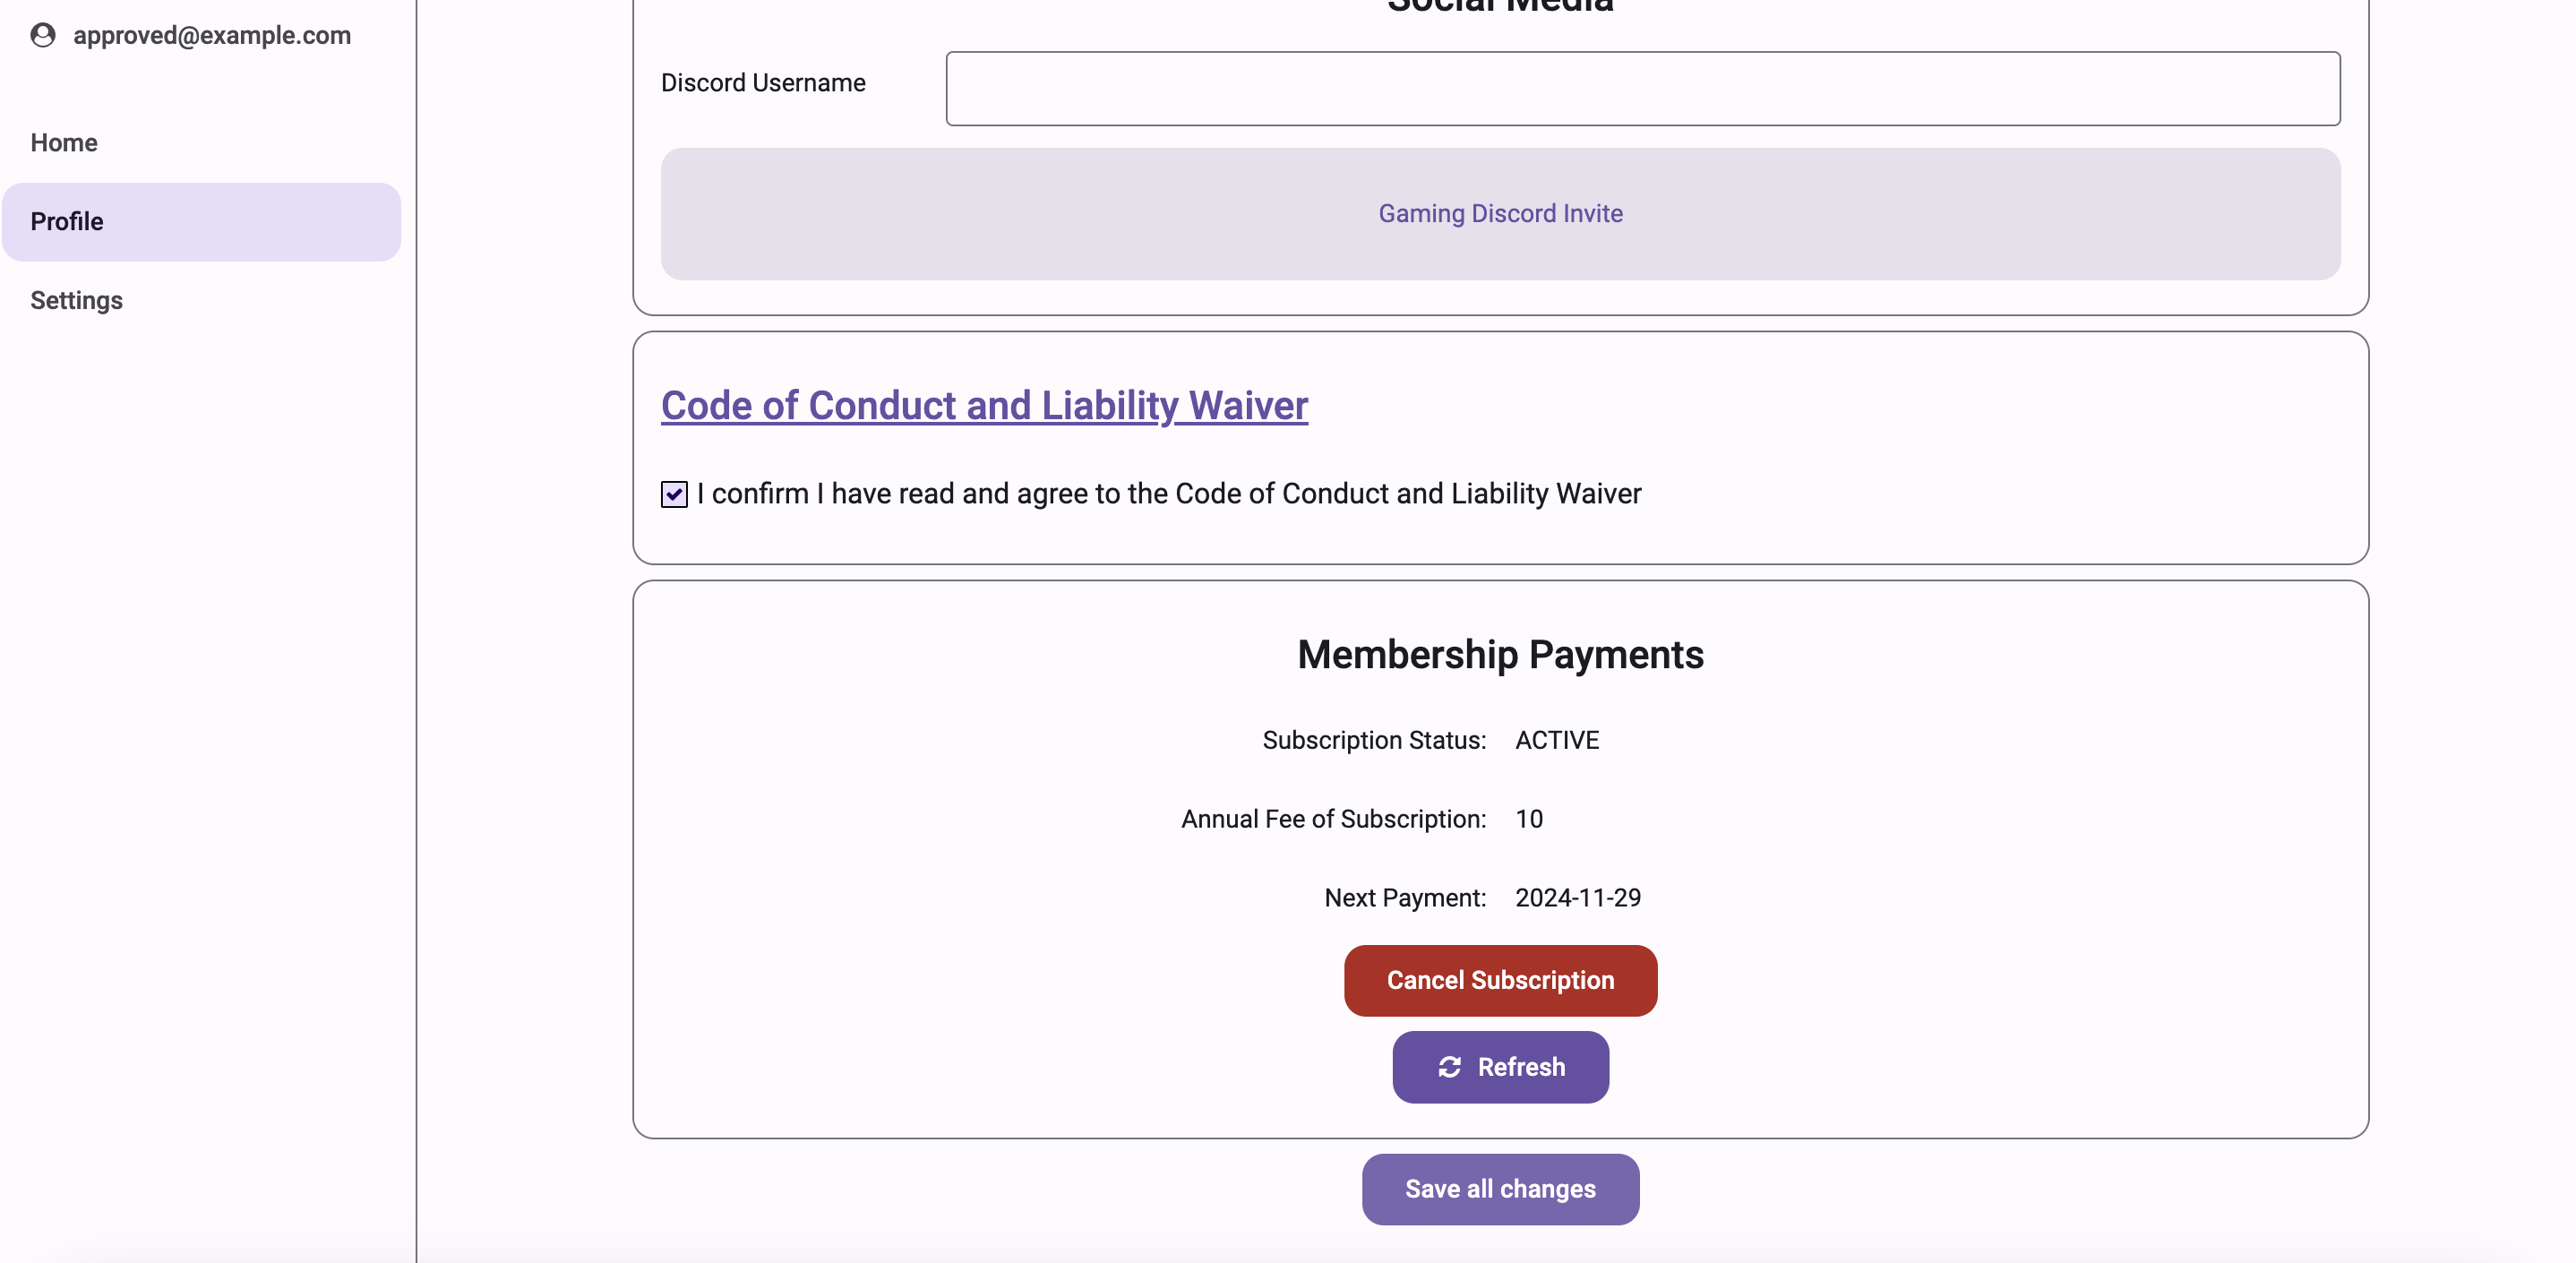 approved@example.com
Home
Profile
Settings
Social Media
Discord Username
Gaming Discord Invite
Code of Conduct and Liability Waiver
I confirm I have read and agree to the Code of Conduct and Liability Waiver
Membership Payments
Subscription Status: ACTIVE
Annual Fee of Subscription: 10
Next Payment: 2024-11-29
Cancel Subscription
Refresh
Save all changes